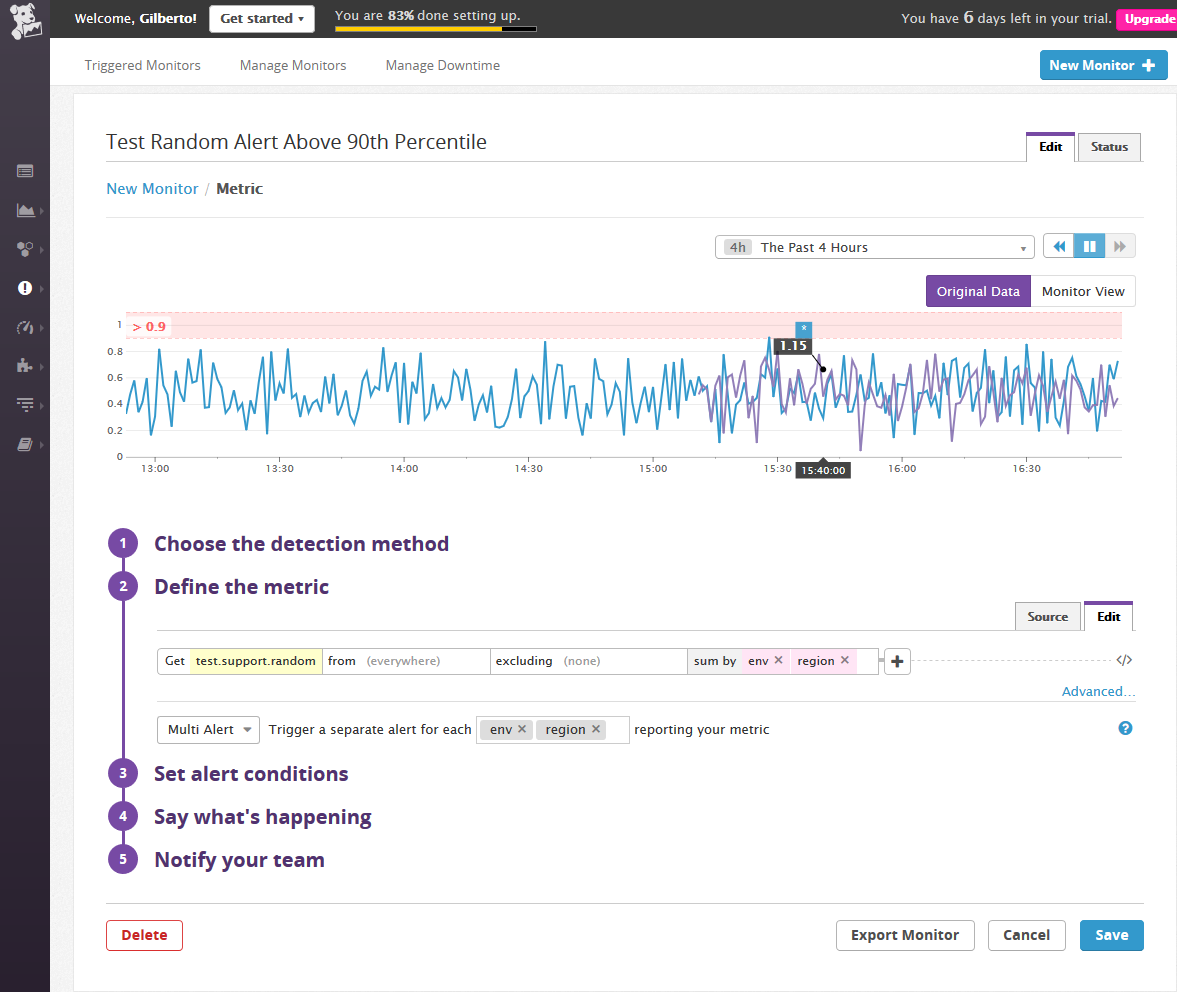 Welcome, Gilberto!
Get started
You are 83% done setting up.
You have 6 days left in your trial.
Upgrade
Triggered Monitors
Manage Monitors
Manage Downtime
New Monitor
Test Random Alert Above 90th Percentile
Edit
Status
New Monitor / Metric
4h The Past 4 Hours
Original Data
Monitor View
> 0.9
*
1.15
1
0.8
0.6
0.4
0.2
0
13:00
13:30
14:00
14:30
15:00
15:30
15:40:00
16:00
16:30
1 Choose the detection method
2 Define the metric
Source
Edit
Get test.support.random from (everywhere) excluding (none) sum by env × region × + </>
Advanced...
Multi Alert Trigger a separate alert for each env × region × reporting your metric ?
3 Set alert conditions
4 Say what's happening
5 Notify your team
Delete
Export Monitor
Cancel
Save